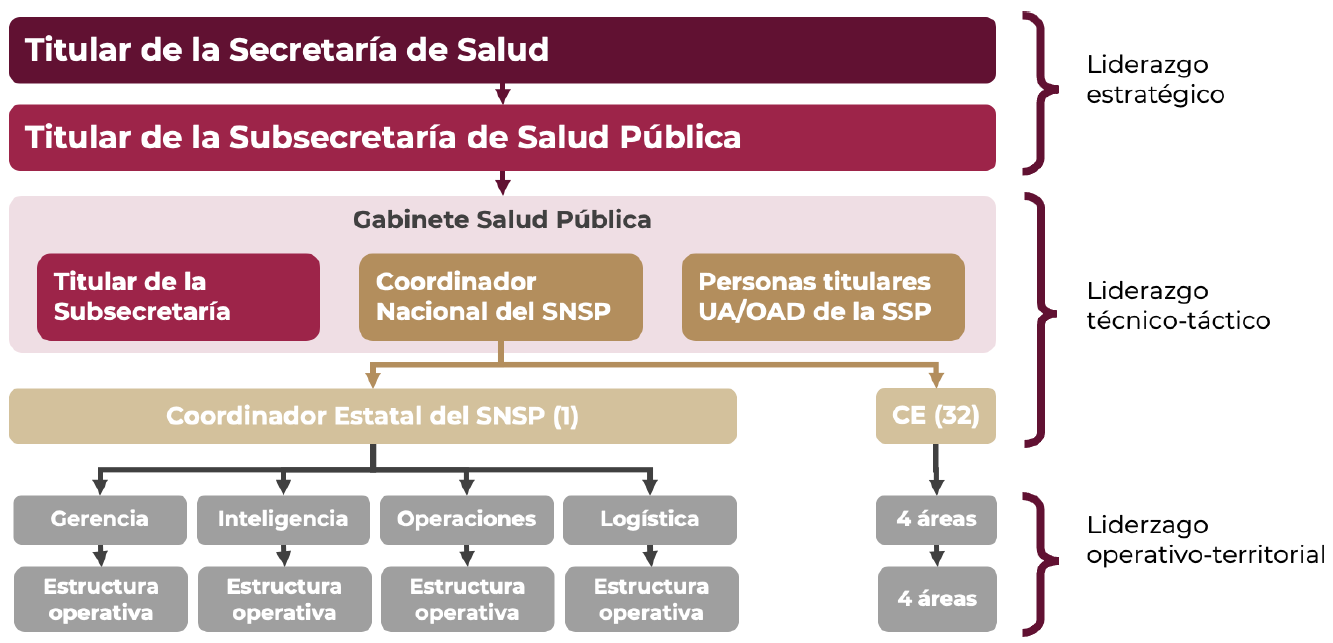 Titular de la Secretaría de Salud
Liderazgo
estratégico
Titular de la Subsecretaría de Salud Pública
Gabinete Salud Pública
Titular de la
Subsecretaría
Coordinador
Nacional del SNSP
Personas titulares
UA/OAD de la SSP
Liderazgo
técnico-táctico
Coordinador Estatal del SNSP (1)
CE (32)
Gerencia
Inteligencia
Operaciones
Logística
4 áreas
Liderzago
operativo-territorial
Estructura
operativa
Estructura
operativa
Estructura
operativa
Estructura
operativa
4 áreas